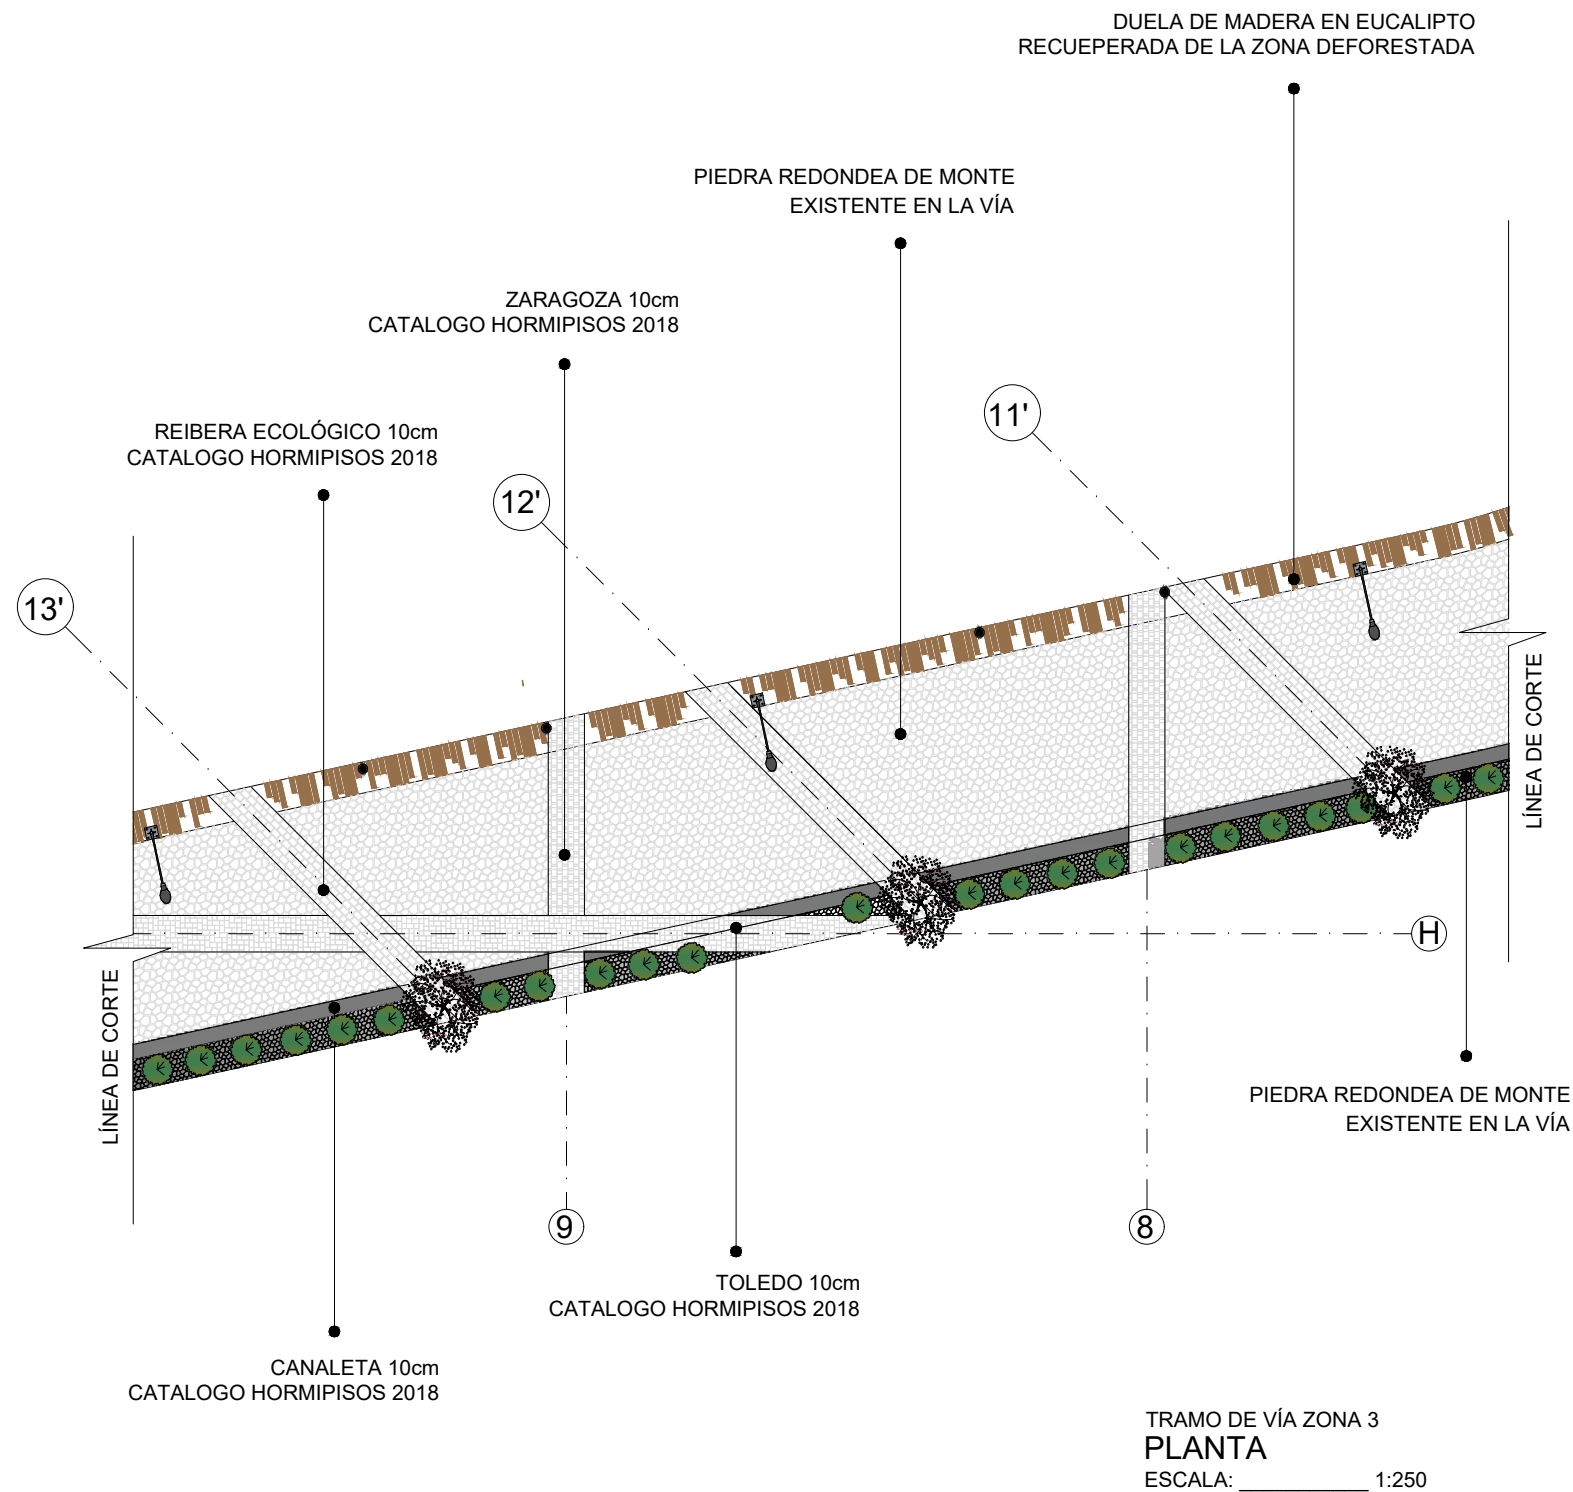 DUELA DE MADERA EN EUCALIPTO
RECUEPERADA DE LA ZONA DEFORESTADA
PIEDRA REDONDEA DE MONTE
EXISTENTE EN LA VÍA
ZARAGOZA 10cm
CATALOGO HORMIPISOS 2018
REIBERA ECOLÓGICO 10cm
CATALOGO HORMIPISOS 2018
11'
12'
13'
LÍNEA DE CORTE
H
LÍNEA DE CORTE
PIEDRA REDONDEA DE MONTE
EXISTENTE EN LA VÍA
9
8
TOLEDO 10cm
CATALOGO HORMIPISOS 2018
CANALETA 10cm
CATALOGO HORMIPISOS 2018
TRAMO DE VÍA ZONA 3
PLANTA
ESCALA: ___________ 1:250